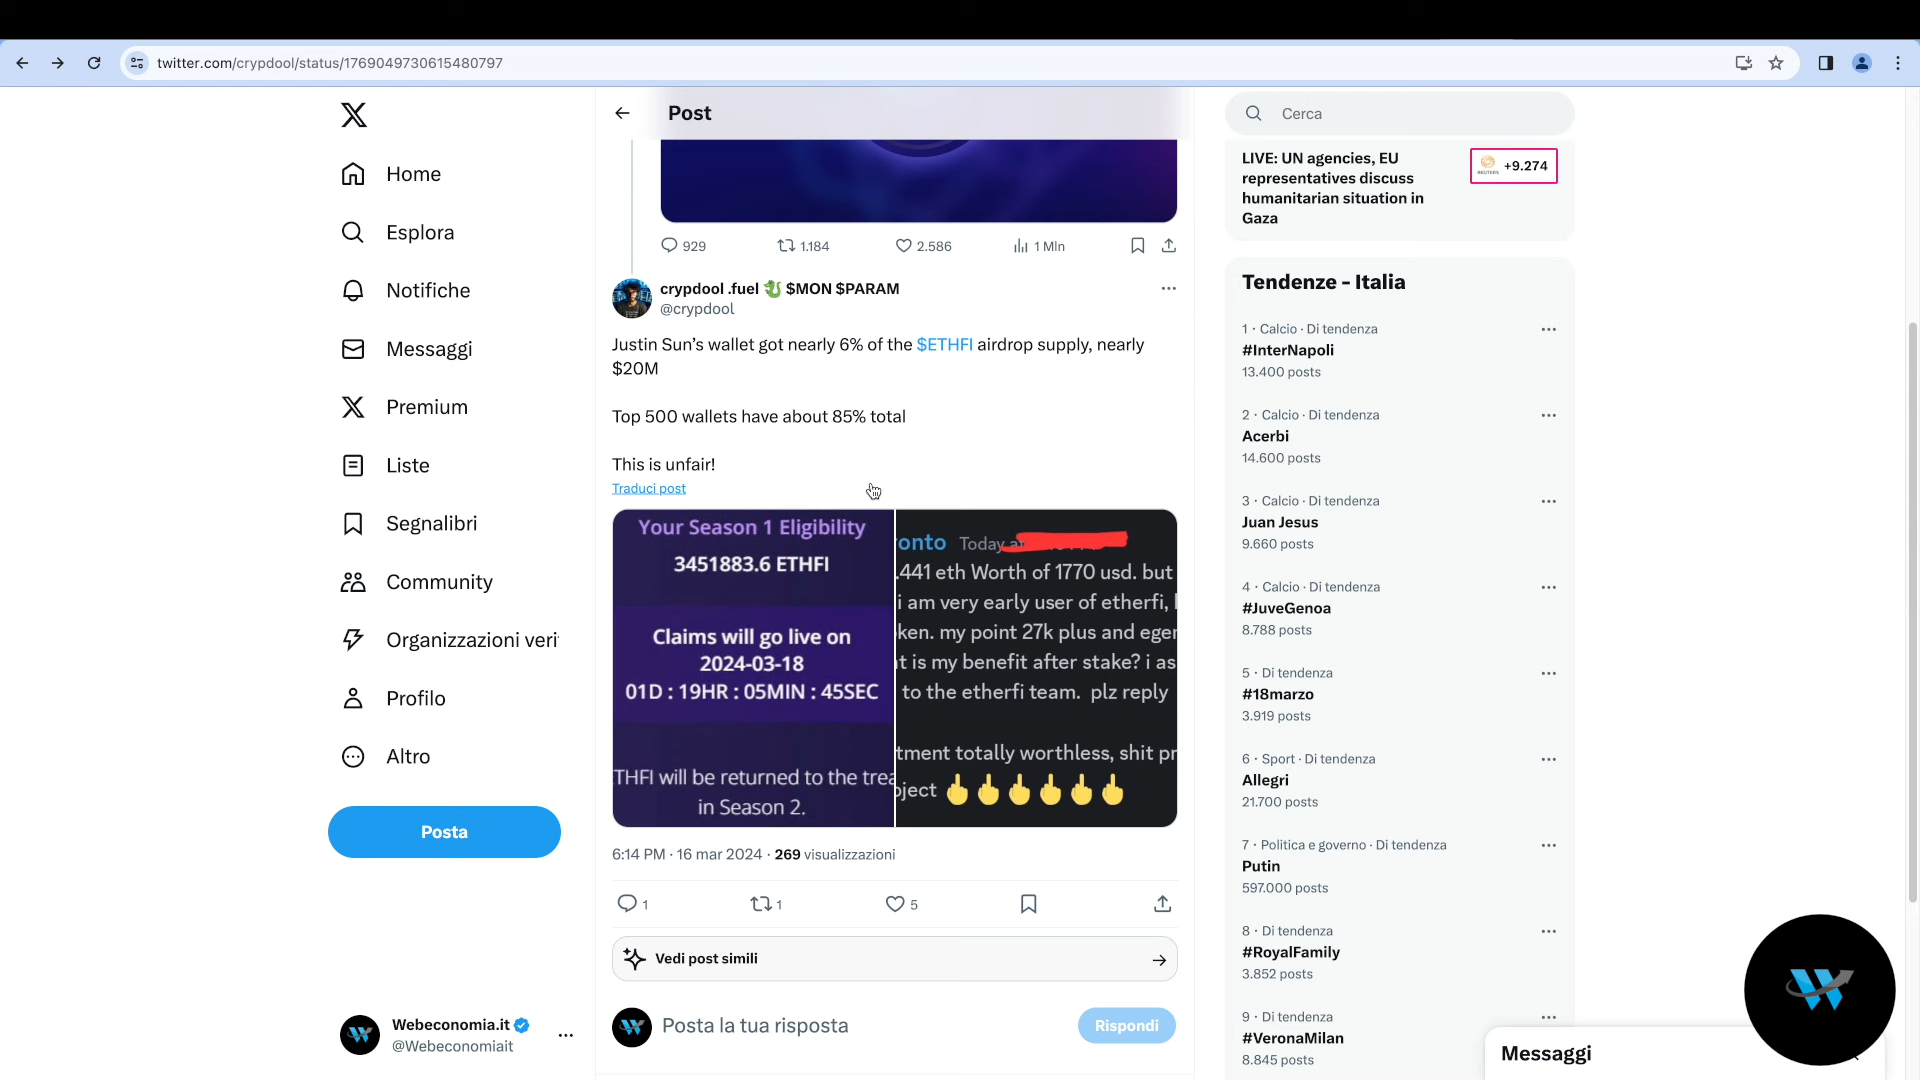 twitter.com/crypdool/status/1769049730615480797
Home
Esplora
Notifiche
Messaggi
Premium
Liste
Segnalibri
Community
Organizzazioni veri
Profilo
Altro
Posta
Webeconomia.it
@Webeconomiait
Post
929
1.184
2.586
1 Mln
crypdool .fuel $MON $PARAM
@crypdool
Justin Sun’s wallet got nearly 6% of the $ETHFI airdrop supply, nearly
$20M
Top 500 wallets have about 85% total
This is unfair!
Traduci post
Your Season 1 Eligibility
3451883.6 ETHFI
Claims will go live on
2024-03-18
01D : 19HR : 05MIN : 45SEC
THFI will be returned to the trea
in Season 2.
onto Today
.441 eth Worth of 1770 usd. but
i am very early user of etherfi,
ken. my point 27k plus and eger
t is my benefit after stake? i as
to the etherfi team. plz reply
tment totally worthless, shit pr
oject 🖕🖕🖕🖕🖕🖕
6:14 PM · 16 mar 2024 · 269 visualizzazioni
1
1
5
Vedi post simili
Posta la tua risposta
Rispondi
Cerca
LIVE: UN agencies, EU
representatives discuss
humanitarian situation in
Gaza
REUTERS
+9.274
Tendenze - Italia
1 · Calcio · Di tendenza
#InterNapoli
13.400 posts
2 · Calcio · Di tendenza
Acerbi
14.600 posts
3 · Calcio · Di tendenza
Juan Jesus
9.660 posts
4 · Calcio · Di tendenza
#JuveGenoa
8.788 posts
5 · Di tendenza
#18marzo
3.919 posts
6 · Sport · Di tendenza
Allegri
21.700 posts
7 · Politica e governo · Di tendenza
Putin
597.000 posts
8 · Di tendenza
#RoyalFamily
3.852 posts
9 · Di tendenza
#VeronaMilan
8.845 posts
Messaggi